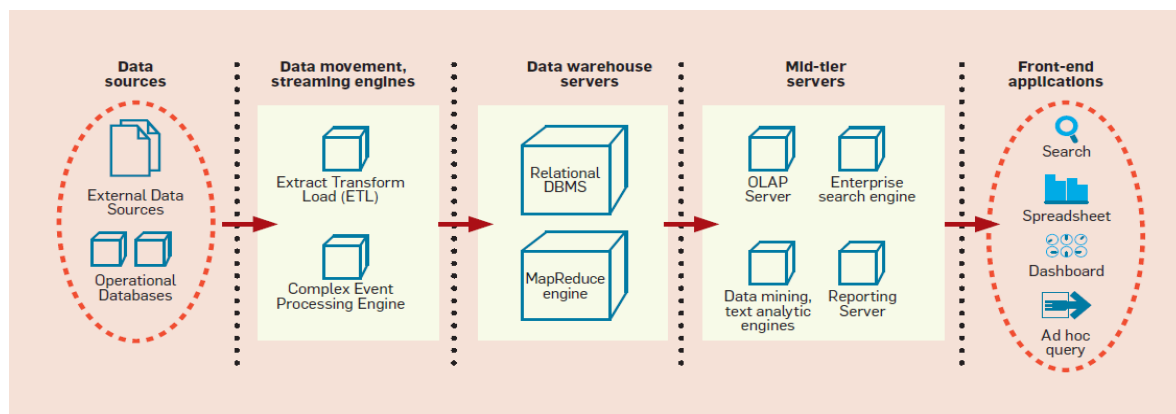 Data
sources
External Data
Sources
Operational
Databases
Data movement,
streaming engines
Extract Transform
Load (ETL)
Complex Event
Processing Engine
Data warehouse
servers
Relational
DBMS
MapReduce
engine
Mid-tier
servers
OLAP
Server
Enterprise
search engine
Data mining,
text analytic
engines
Reporting
Server
Front-end
applications
Search
Spreadsheet
Dashboard
Ad hoc
query